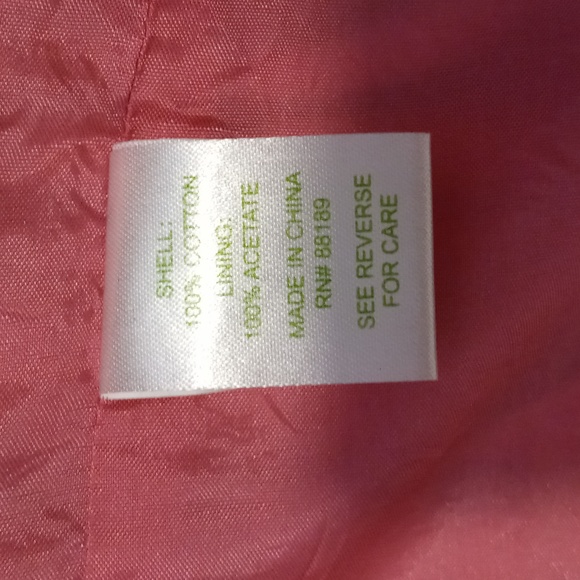 SHELL:
100% COTTON
LINING:
100% ACETATE
MADE IN CHINA
RN# 88189
SEE REVERSE
FOR CARE